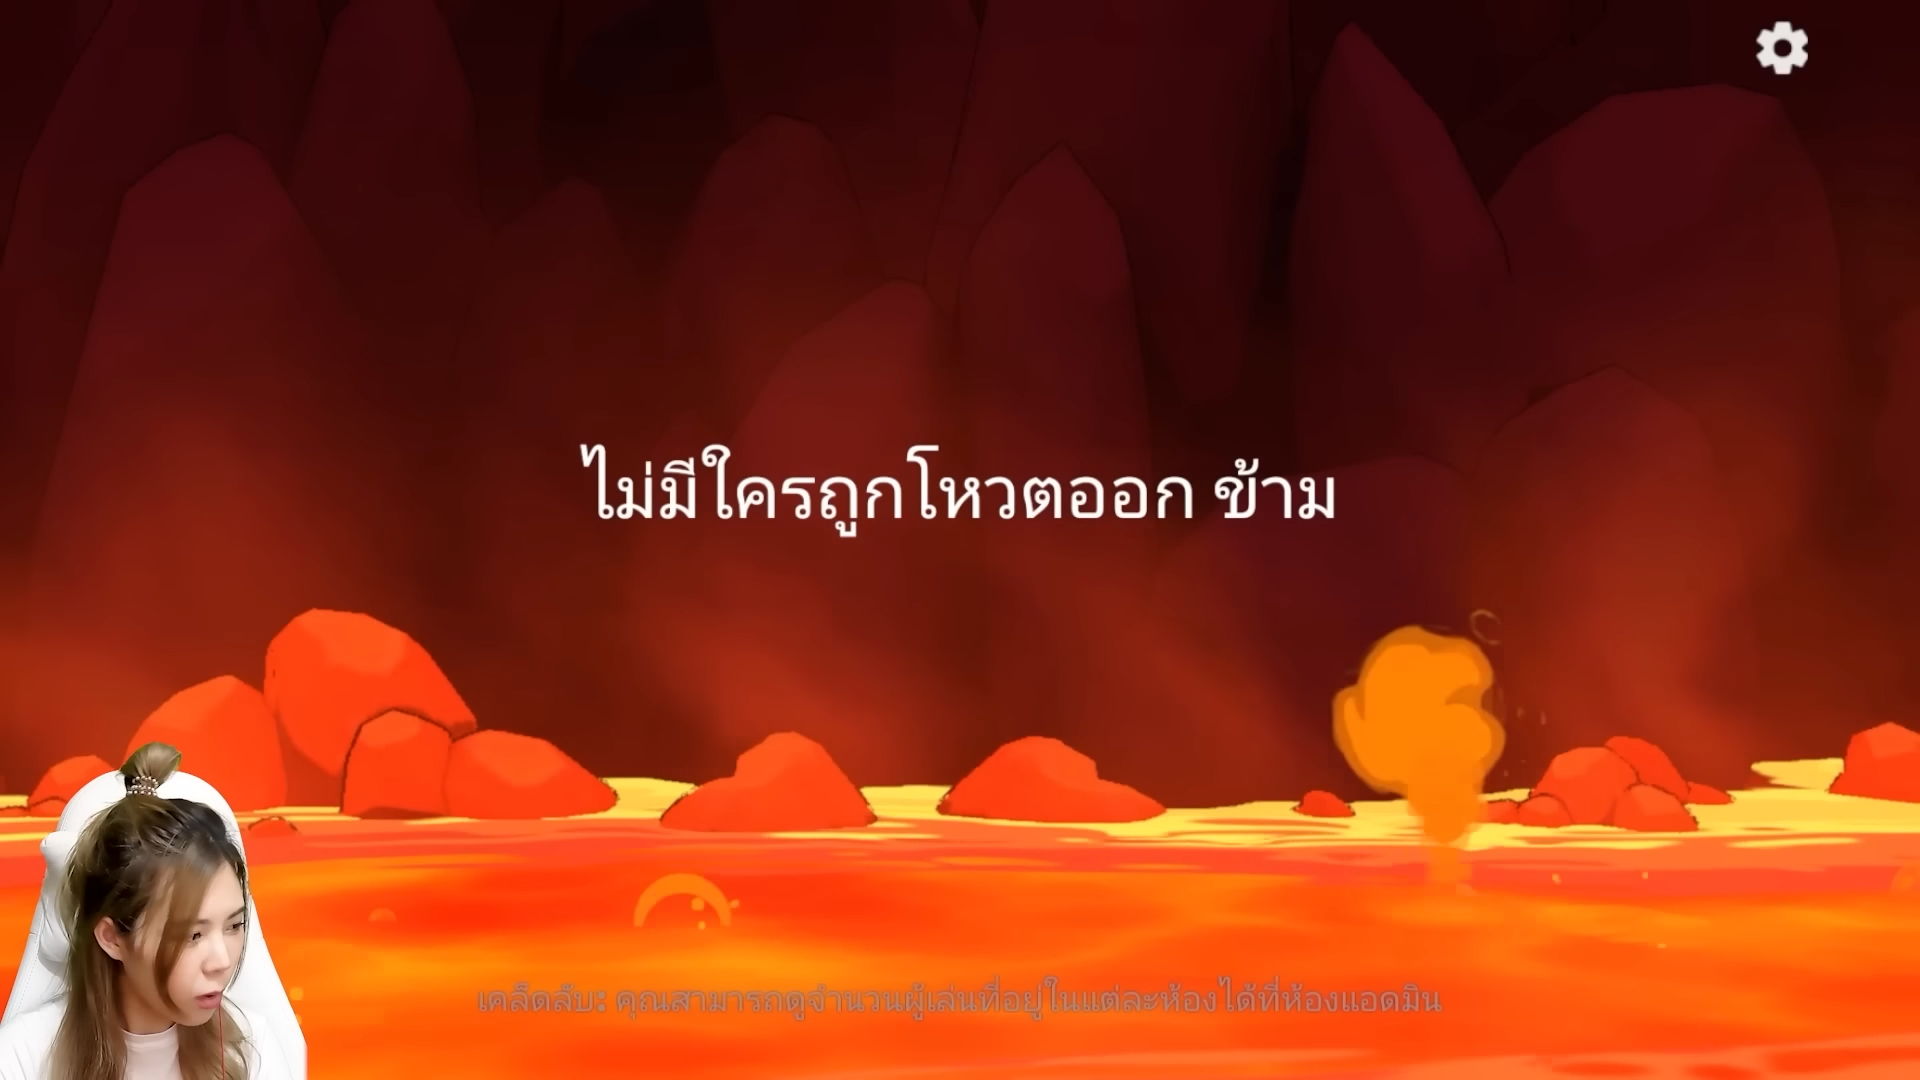 ไม่มีใครถูกโหวตออก ข้าม
เคล็ดลับ: คุณสามารถดูจำนวนผู้เล่นที่อยู่ในแต่ละห้องได้ที่ห้องแอดมิน